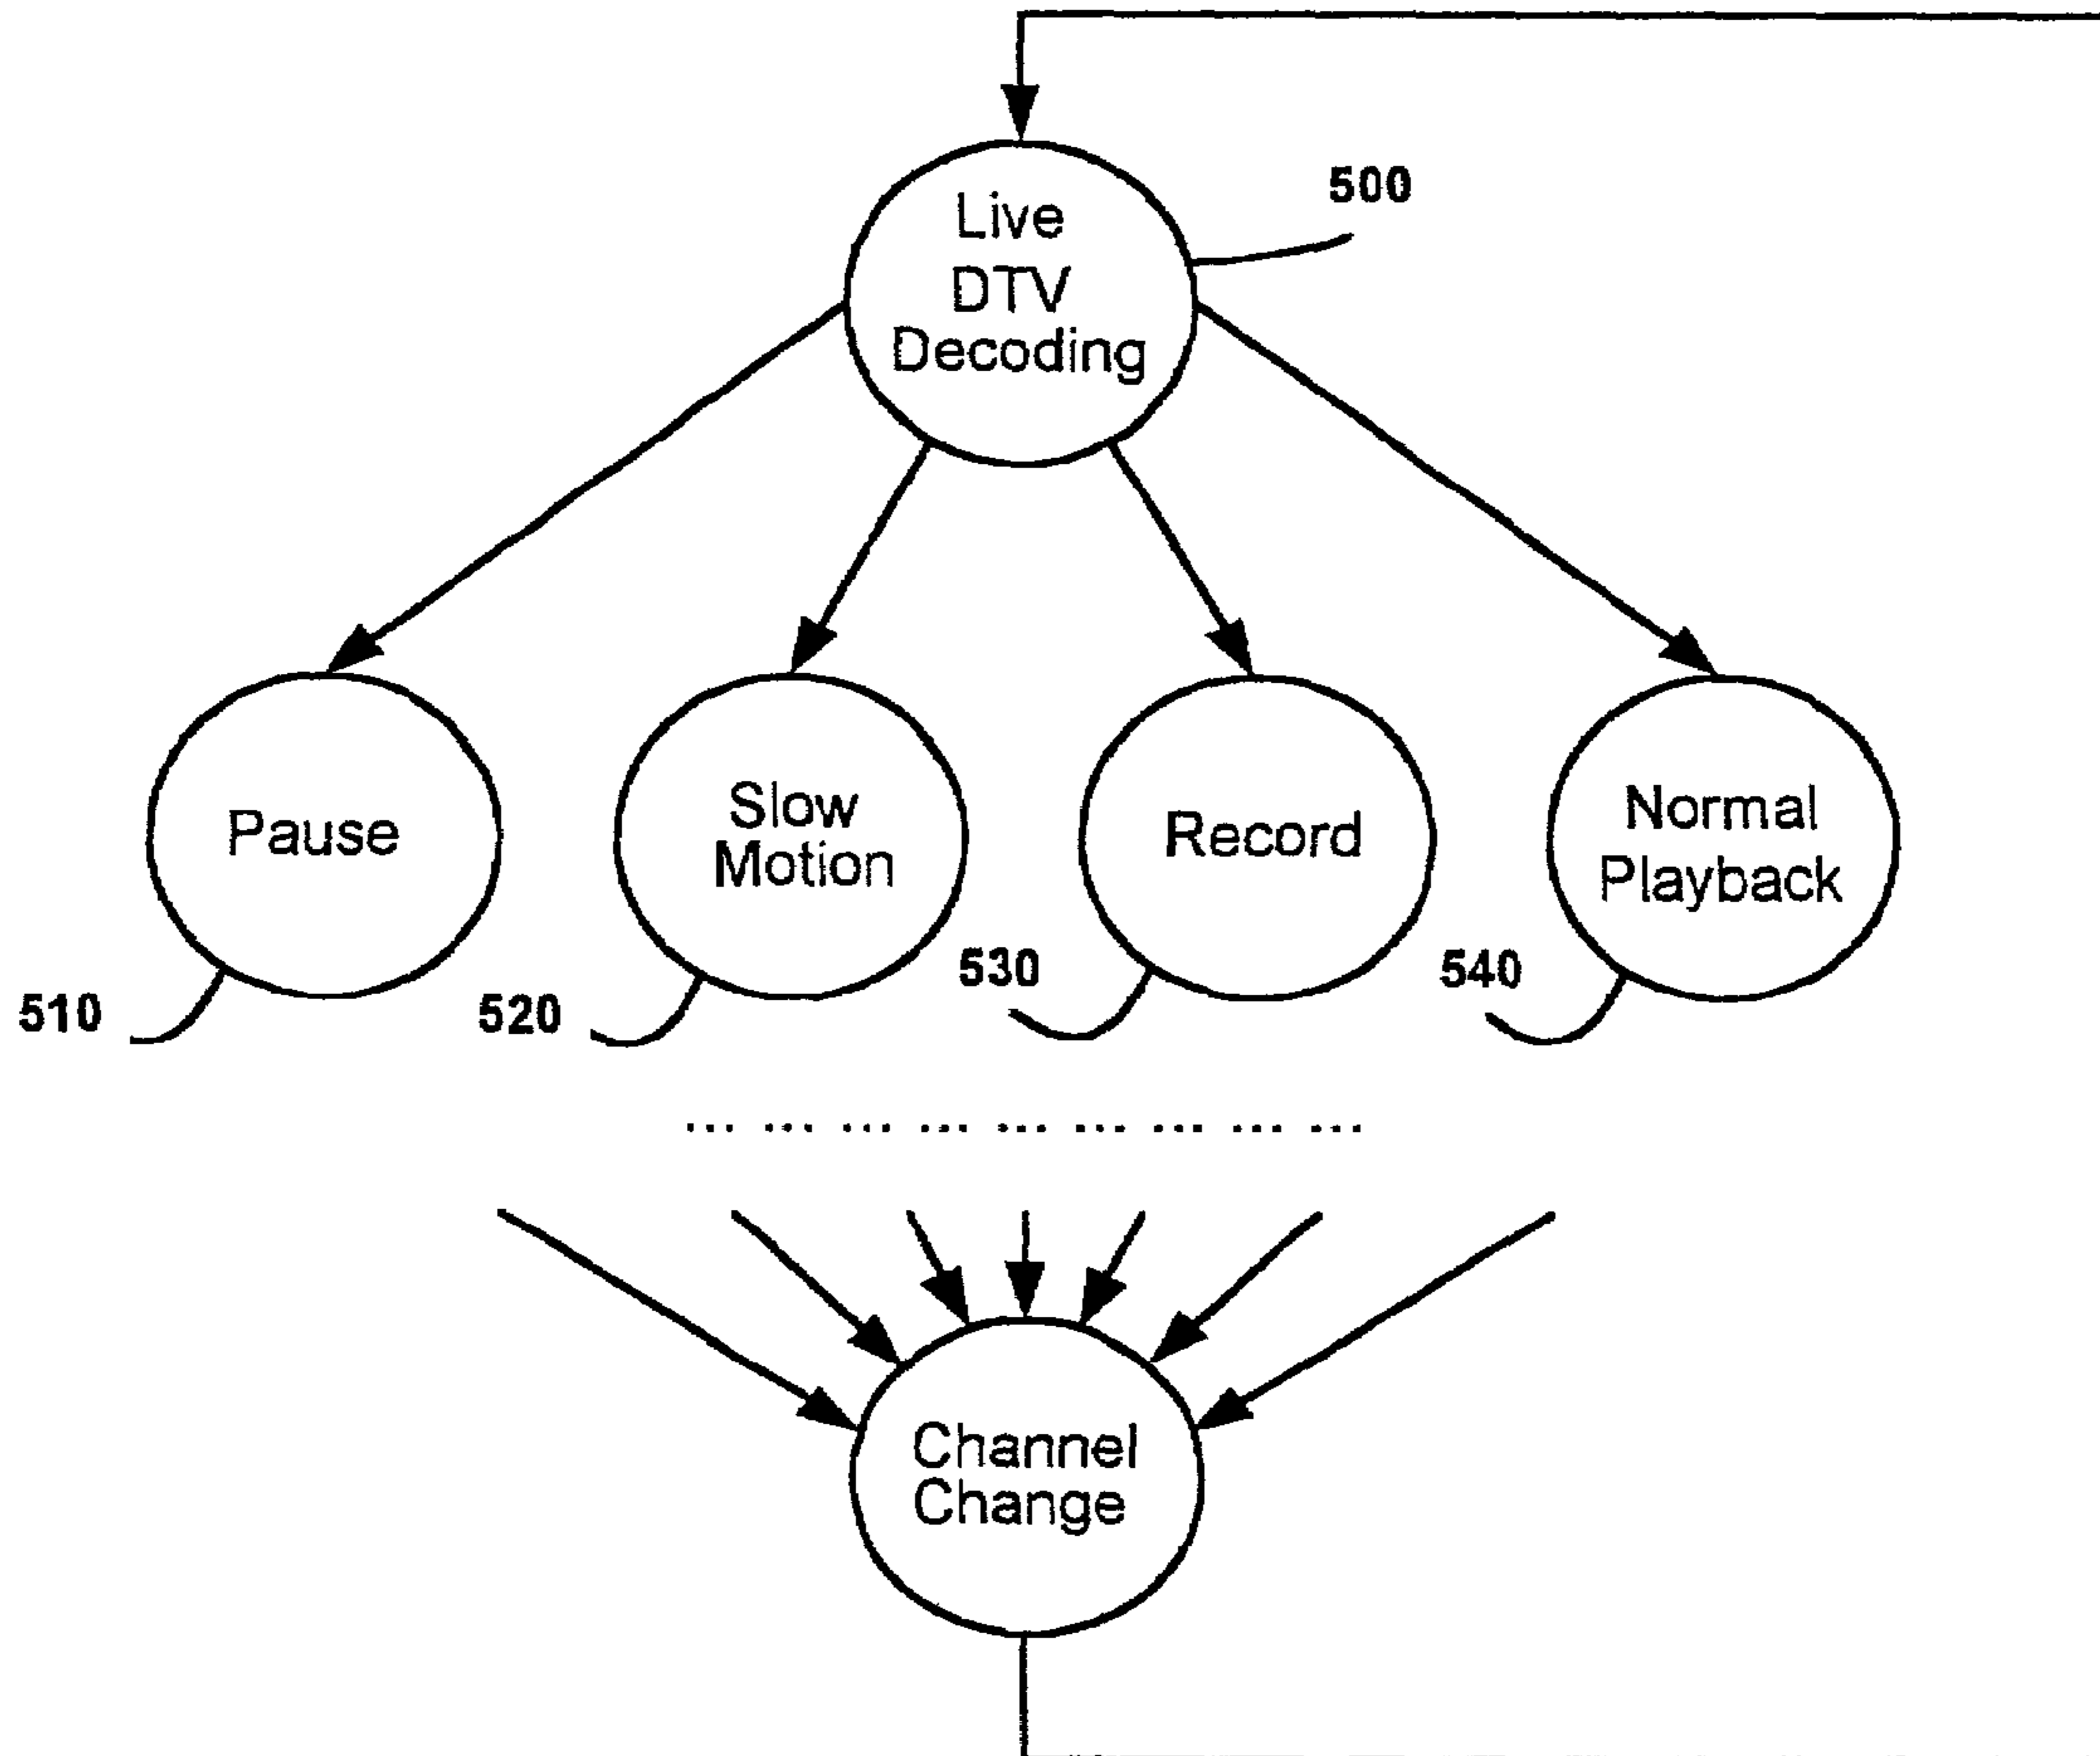 500
Live
DTV
Decoding
Pause
Slow
Motion
Record
Normal
Playback
510
520
530
540
Channel
Change